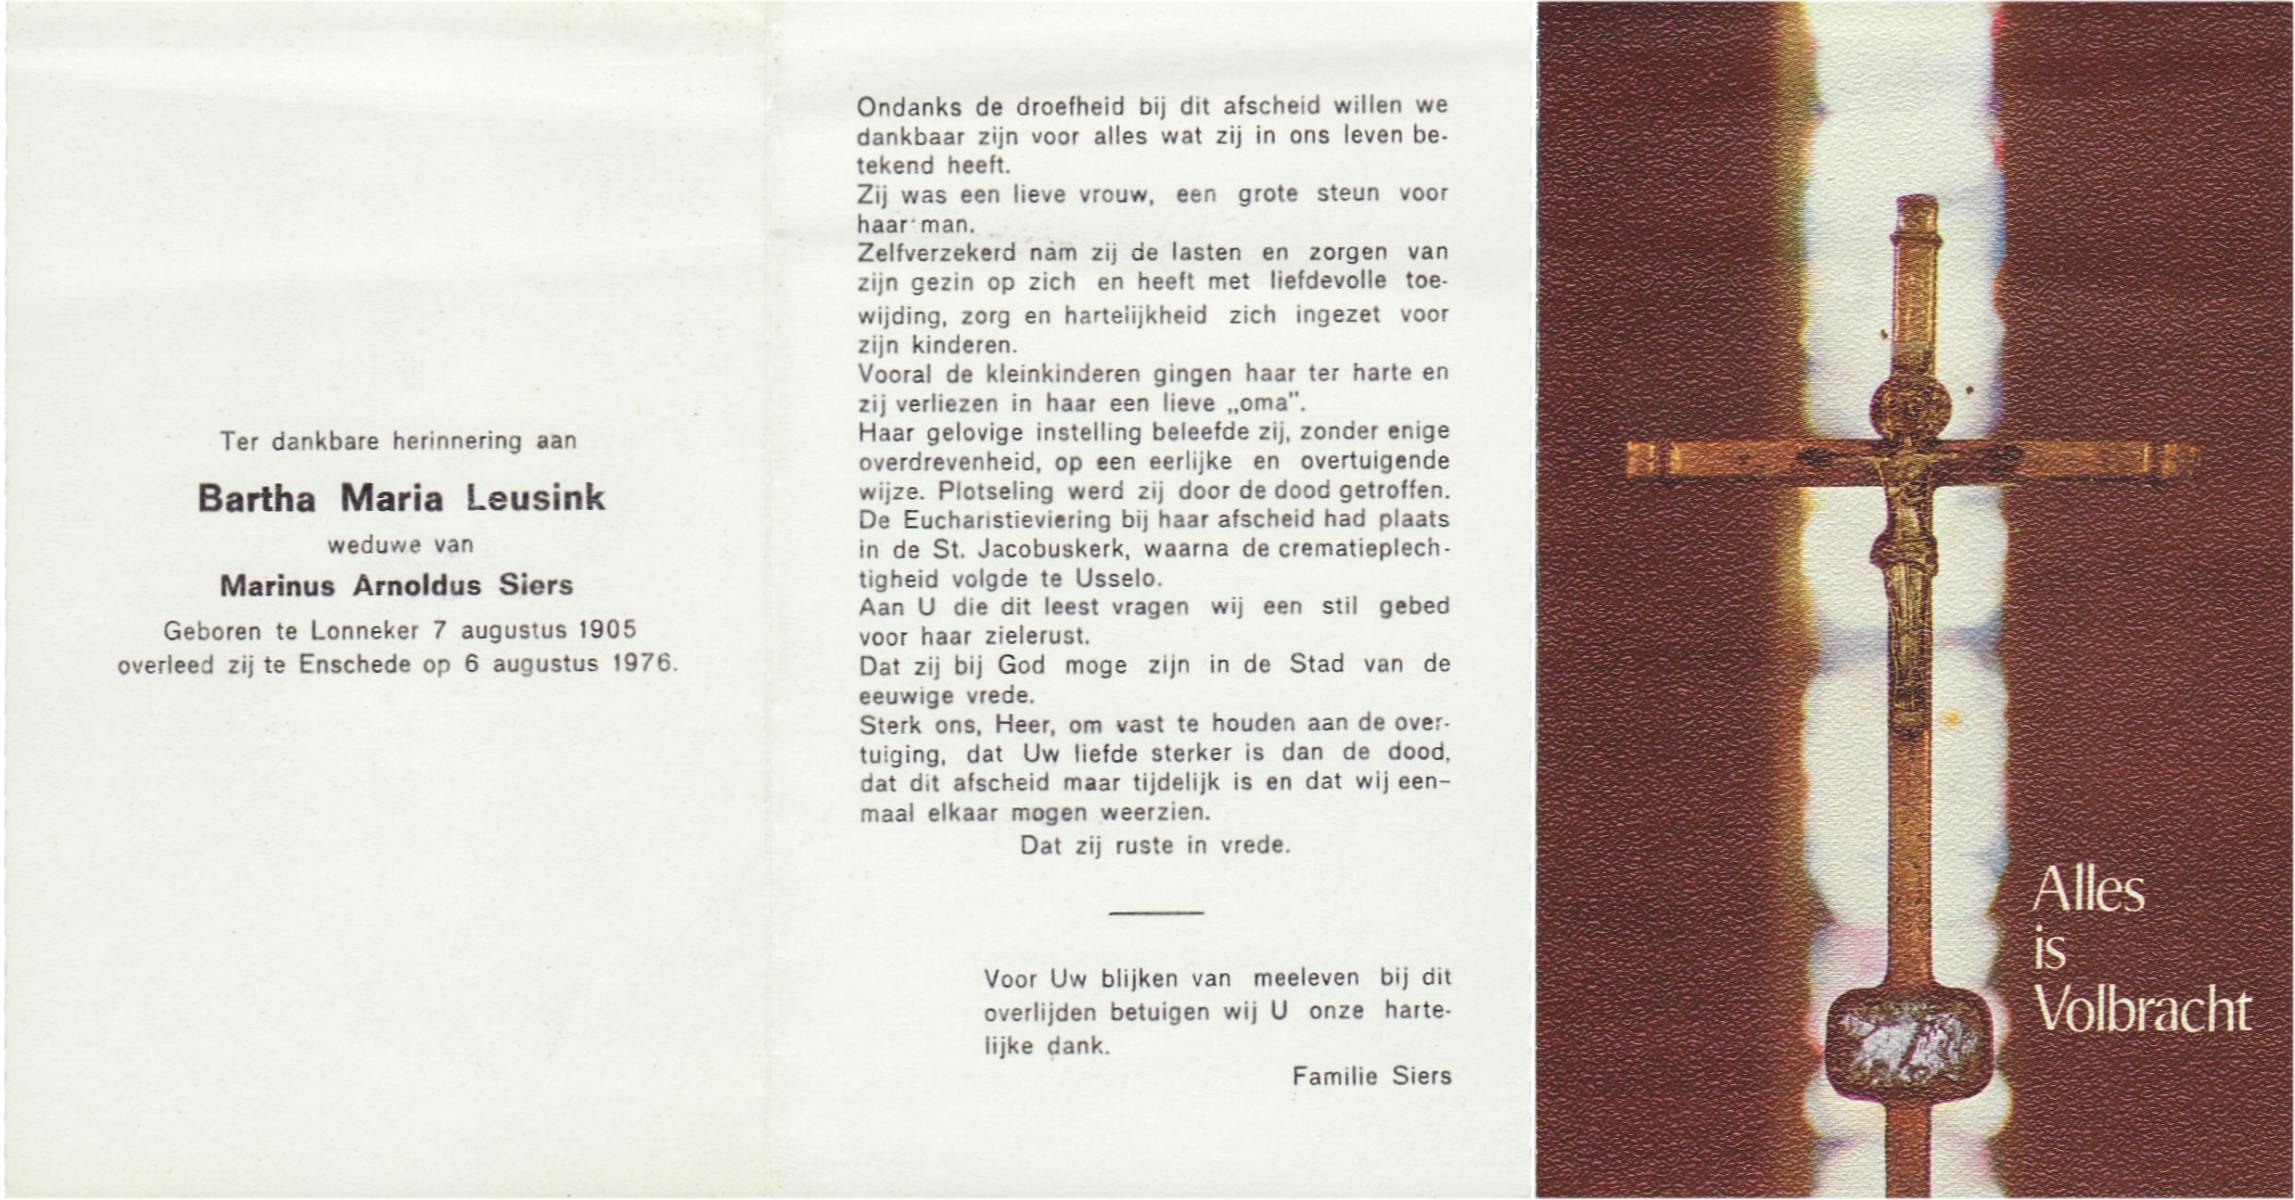 Ter dankbare herinnering aan
Bartha Maria Leusink
weduwe van
Marinus Arnoldus Siers
Geboren te Lonneker 7 augustus 1905
overleed zij te Enschede op 6 augustus 1976.
Ondanks de droefheid bij dit afscheid willen we
dankbaar zijn voor alles wat zij in ons leven be-
tekend heeft.
Zij was een lieve vrouw, een grote steun voor
haar man.
Zelfverzekerd nam zij de lasten en zorgen van
zijn gezin op zich en heeft met liefdevolle toe-
wijding, zorg en hartelijkheid zich ingezet voor
zijn kinderen.
Vooral de kleinkinderen gingen haar ter harte en
zij verliezen in haar een lieve „oma”.
Haar gelovige instelling beleefde zij, zonder enige
overdrevenheid, op een eerlijke en overtuigende
wijze. Plotseling werd zij door de dood getroffen.
De Eucharistieviering bij haar afscheid had plaats
in de St. Jacobuskerk, waarna de crematieplech-
tigheid volgde te Usselo.
Aan U die dit leest vragen wij een stil gebed
voor haar zielerust.
Dat zij bij God moge zijn in de Stad van de
eeuwige vrede.
Sterk ons, Heer, om vast te houden aan de over-
tuiging, dat Uw liefde sterker is dan de dood,
dat dit afscheid maar tijdelijk is en dat wij een-
maal elkaar mogen weerzien.
Dat zij ruste in vrede.
Voor Uw blijken van meeleven bij dit
overlijden betuigen wij U onze harte-
lijke dank.
Familie Siers
Alles
is
Volbracht